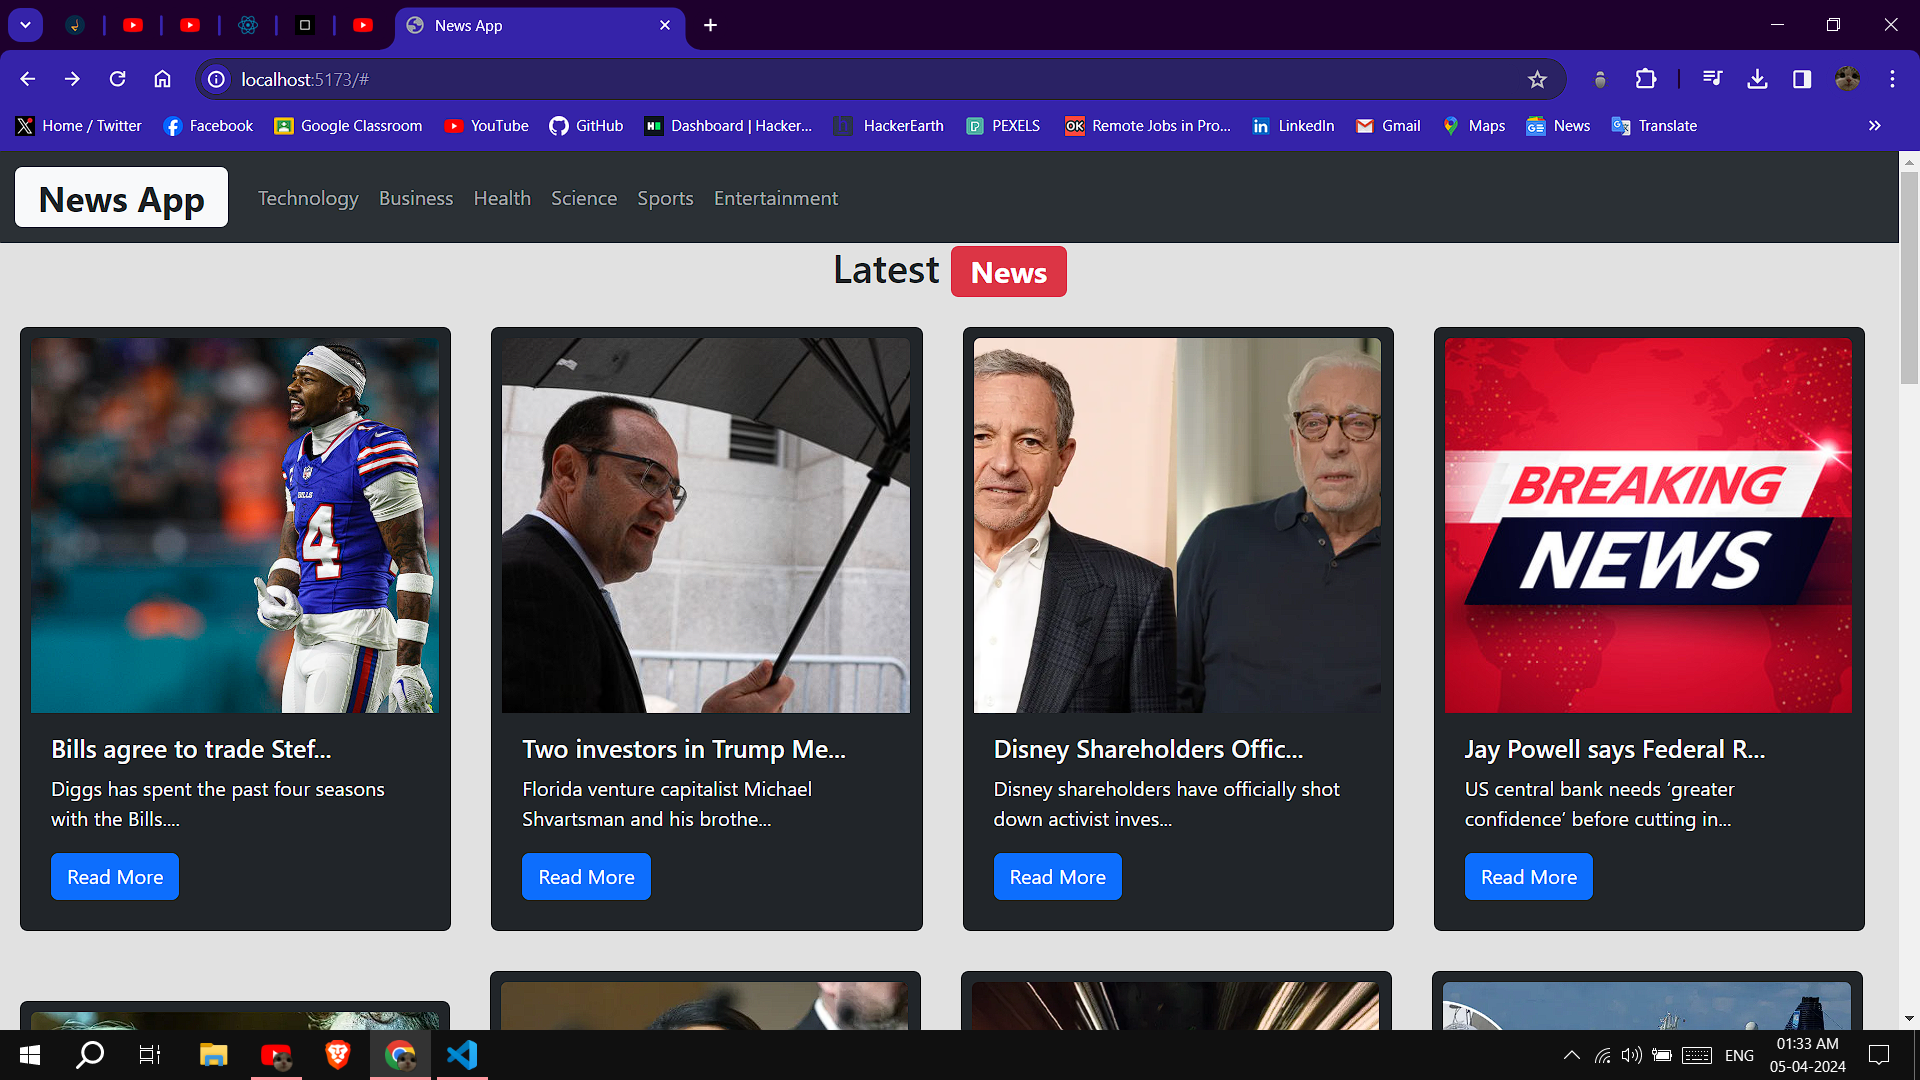 News App
localhost:5173/#
Home / Twitter Facebook Google Classroom YouTube GitHub Dashboard | Hacker... HackerEarth PEXELS Remote Jobs in Pro... LinkedIn Gmail Maps News Translate
News App Technology Business Health Science Sports Entertainment
Latest News
BILLS
4
BREAKING
NEWS
Bills agree to trade Stef...
Diggs has spent the past four seasons
with the Bills....
Read More
Two investors in Trump Me...
Florida venture capitalist Michael
Shvartsman and his brothe...
Read More
Disney Shareholders Offic...
Disney shareholders have officially shot
down activist inves...
Read More
Jay Powell says Federal R...
US central bank needs ‘greater
confidence’ before cutting in...
Read More
ENG
01:33 AM
05-04-2024